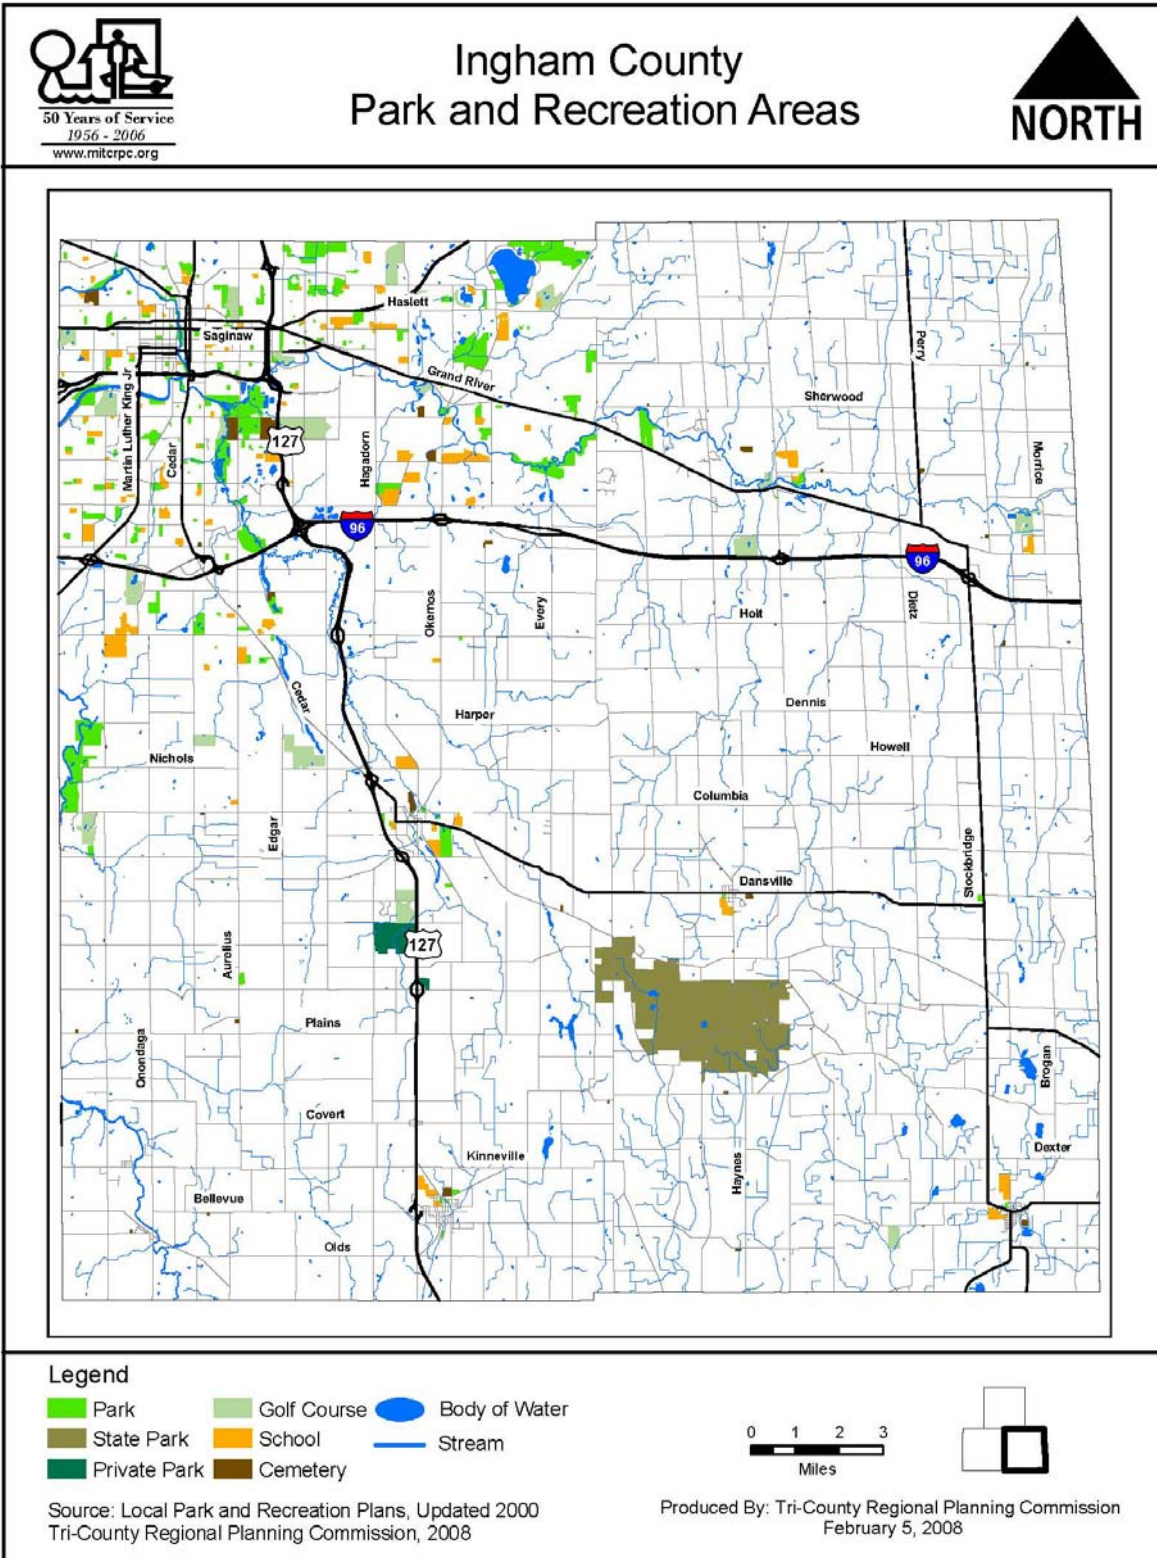 50 Years of Service
1956 - 2006
www.mitcrpc.org
Ingham County
Park and Recreation Areas
NORTH
Haslett
Saginaw
Perry
Grand River
Sherwood
Martin Luther King Jr
Cedar
127
Hagadorn
Morrice
96
96
Okemos
Every
Holt
Dietz
Cedar
Harper
Dennis
Nichols
Howell
Columbia
Edgar
Stockbridge
Dansville
Aurelius
127
Plains
Onondaga
Brogan
Covert
Kinneville
Haynes
Dexter
Bellevue
Olds
Legend
Park
Golf Course
Body of Water
State Park
School
Stream
Private Park
Cemetery
0 1 2 3
Miles
Source: Local Park and Recreation Plans, Updated 2000
Tri-County Regional Planning Commission, 2008
Produced By: Tri-County Regional Planning Commission
February 5, 2008